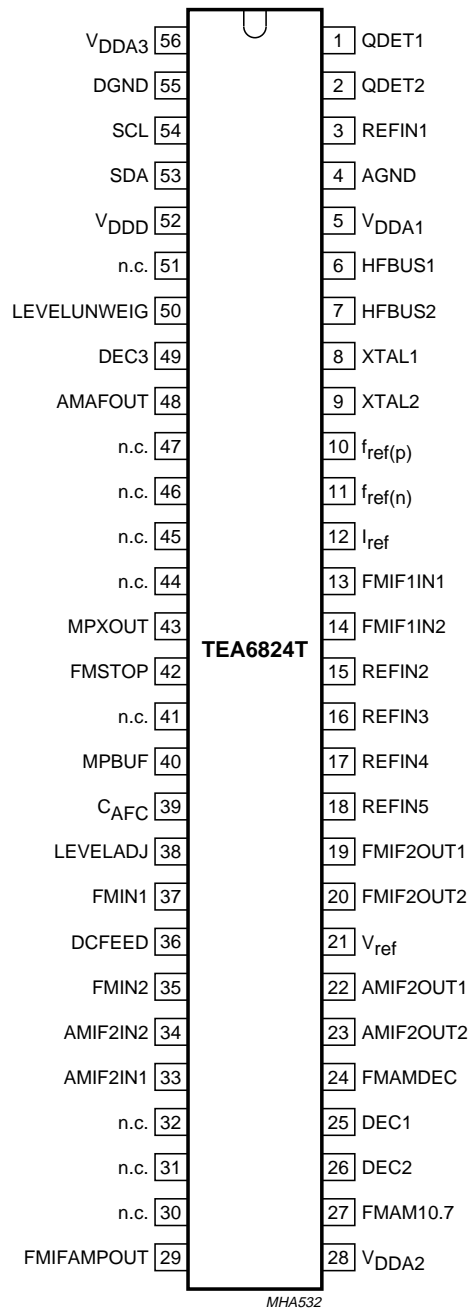 VDDA3 56 1 QDET1
DGND 55 2 QDET2
SCL 54 3 REFIN1
SDA 53 4 AGND
VDDD 52 5 VDDA1
n.c. 51 6 HFBUS1
LEVELUNWEIG 50 7 HFBUS2
DEC3 49 8 XTAL1
AMAFOUT 48 9 XTAL2
n.c. 47 10 fref(p)
n.c. 46 11 fref(n)
n.c. 45 12 Iref
n.c. 44 13 FMIF1IN1
MPXOUT 43 14 FMIF1IN2
TEA6824T
FMSTOP 42 15 REFIN2
n.c. 41 16 REFIN3
MPBUF 40 17 REFIN4
CAFC 39 18 REFIN5
LEVELADJ 38 19 FMIF2OUT1
FMIN1 37 20 FMIF2OUT2
DCFEED 36 21 Vref
FMIN2 35 22 AMIF2OUT1
AMIF2IN2 34 23 AMIF2OUT2
AMIF2IN1 33 24 FMAMDEC
n.c. 32 25 DEC1
n.c. 31 26 DEC2
n.c. 30 27 FMAM10.7
FMIFAMPOUT 29 28 VDDA2
MHA532